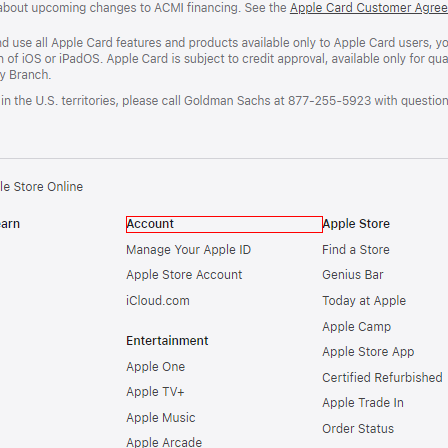 about upcoming changes to ACMI financing. See the Apple Card Customer Agree
nd use all Apple Card features and products available only to Apple Card users, yo
n of iOS or iPadOS. Apple Card is subject to credit approval, available only for qua
y Branch.
in the U.S. territories, please call Goldman Sachs at 877-255-5923 with question
le Store Online
earn
Account
Manage Your Apple ID
Apple Store Account
iCloud.com
Entertainment
Apple One
Apple TV+
Apple Music
Apple Arcade
Apple Store
Find a Store
Genius Bar
Today at Apple
Apple Camp
Apple Store App
Certified Refurbished
Apple Trade In
Order Status